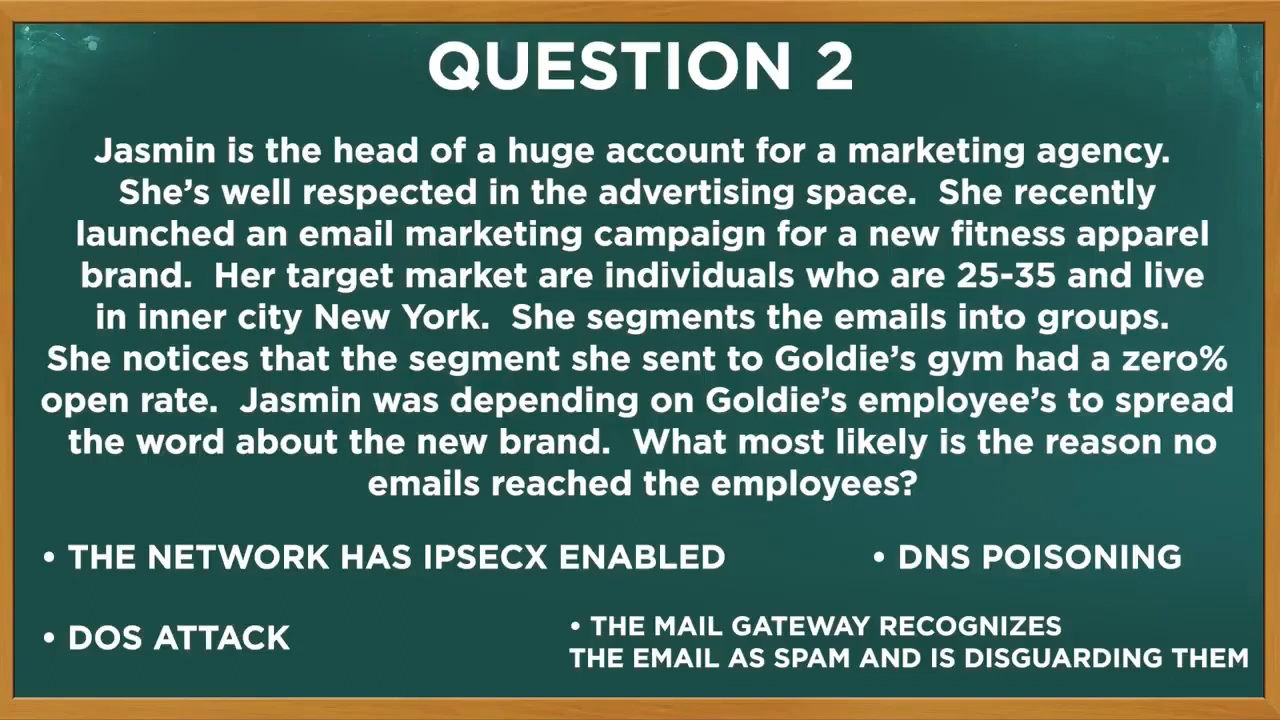 QUESTION 2
Jasmin is the head of a huge account for a marketing agency.
She's well respected in the advertising space.  She recently
launched an email marketing campaign for a new fitness apparel
brand.  Her target market are individuals who are 25-35 and live
in inner city New York.  She segments the emails into groups.
She notices that the segment she sent to Goldie's gym had a zero%
open rate.  Jasmin was depending on Goldie's employee's to spread
the word about the new brand.  What most likely is the reason no
emails reached the employees?
• THE NETWORK HAS IPSECX ENABLED
• DNS POISONING
• DOS ATTACK
• THE MAIL GATEWAY RECOGNIZES
THE EMAIL AS SPAM AND IS DISGUARDING THEM